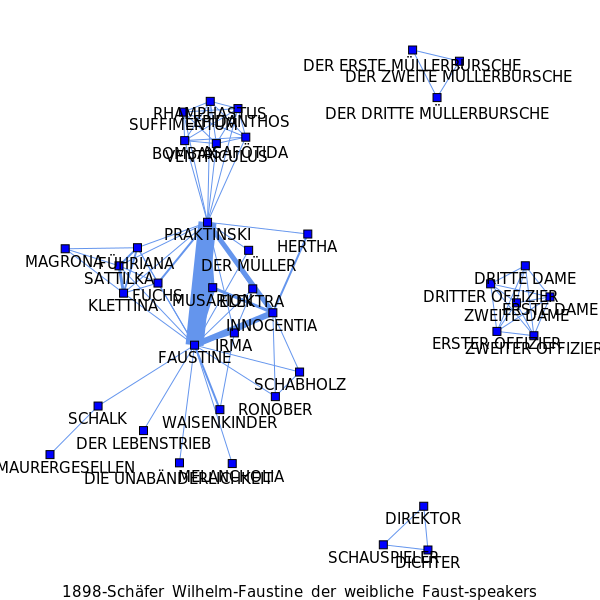 DER ERSTE MÜLLERBURSCHE
DER ZWEITE MÜLLERBURSCHE
DER DRITTE MÜLLERBURSCHE
RHAMPHASTUS
SUFFIMENTUM
BOMBAX
ASAFÖTIDA
VENTRICULUS
PRAKTINSKI
HERTHA
MAGRONA
FÜHRIANA
DER MÜLLER
SATTILKA
KLETTINA
FUCHS
MUSARION
ELEKTRA
INNOCENTIA
IRMA
FAUSTINE
DRITTE DAME
DRITTER OFFIZIER
ERSTE DAME
ZWEITE DAME
ERSTER OFFIZIER
ZWEITER OFFIZIER
SCHABHOLZ
RONOBER
SCHALK
WAISENKINDER
DER LEBENSTRIEB
MAURERGESELLEN
DIE UNABÄNDERLICHKEIT
MELANCHOLIA
DIREKTOR
SCHAUSPIELER
DICHTER
1898-Schäfer Wilhelm-Faustine der weibliche Faust-speakers